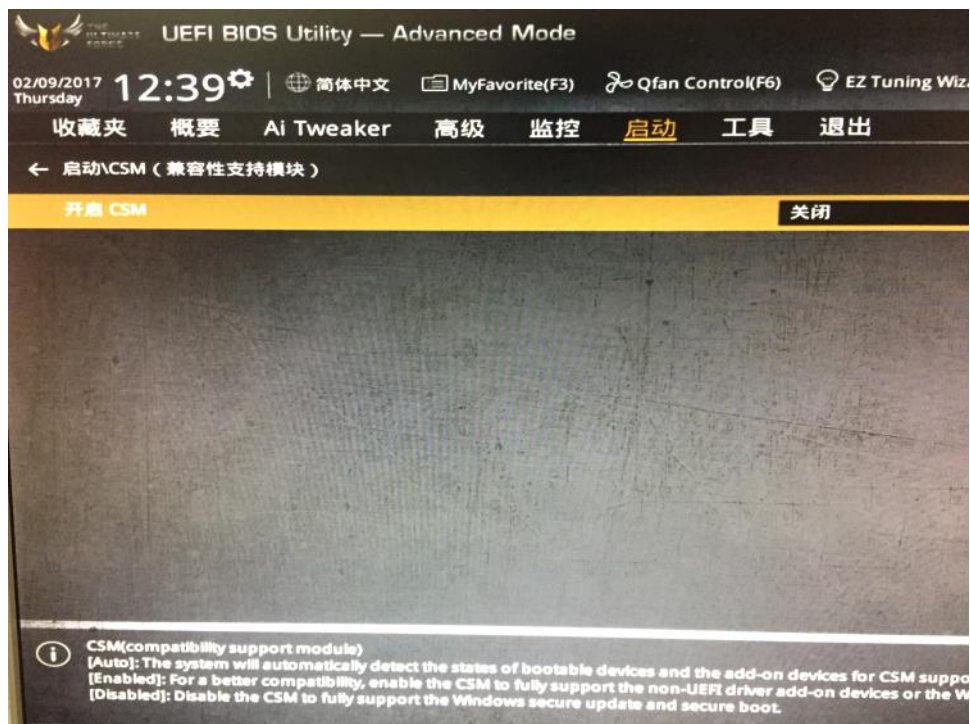 THE
ULTIMATE
FORCE
UEFI BIOS Utility — Advanced Mode
02/09/2017
Thursday
12:39
简体中文
MyFavorite(F3)
Qfan Control(F6)
EZ Tuning Wiza
收藏夹 概要 Ai Tweaker 高级 监控 启动 工具 退出
← 启动\CSM（兼容性支持模块）
开启 CSM 关闭
CSM(compatibility support module)
[Auto]: The system will automatically detect the states of bootable devices and the add-on devices for CSM suppo
[Enabled]: For a better compatibility, enable the CSM to fully support the non-UEFI driver add-on devices or the W
[Disabled]: Disable the CSM to fully support the Windows secure update and secure boot.